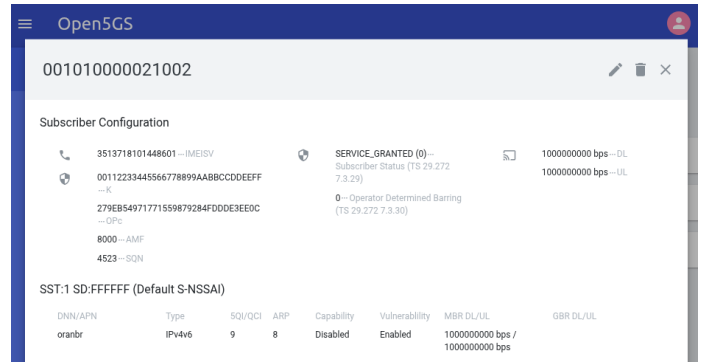 Open5GS
001010000021002
Subscriber Configuration
3513718101448601---IMEISV
00112233445566778899AABBCCDDEEFF
---K
279EB54971771559879284FDDDE3EE0C
---OPc
8000---AMF
4523---SQN
SERVICE_GRANTED (0)---
Subscriber Status (TS 29.272
7.3.29)
0---Operator Determined Barring
(TS 29.272 7.3.30)
1000000000 bps---DL
1000000000 bps---UL
SST:1 SD:FFFFFF (Default S-NSSAI)
DNN/APN Type 5QI/QCI ARP Capability Vulnerablility MBR DL/UL GBR DL/UL
oranbr IPv4v6 9 8 Disabled Enabled 1000000000 bps /
1000000000 bps